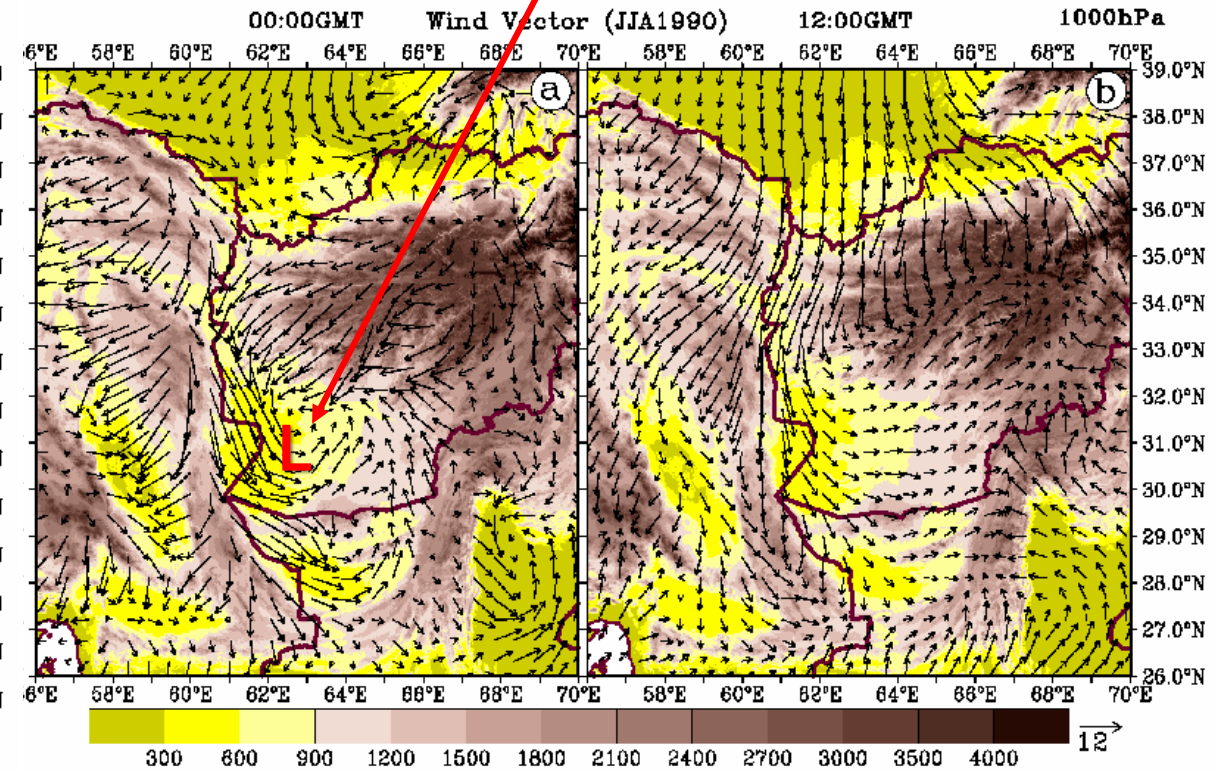 00:00GMT Wind Vector (JJA1990) 12:00GMT 1000hPa
6°E 58°E 60°E 62°E 64°E 66°E 68°E 70°E 58°E 60°E 62°E 64°E 66°E 68°E 70°E
a b
39.0°N
38.0°N
37.0°N
36.0°N
35.0°N
34.0°N
33.0°N
32.0°N
L
31.0°N
30.0°N
29.0°N
28.0°N
27.0°N
26.0°N
6°E 58°E 60°E 62°E 64°E 66°E 68°E 70°E 58°E 60°E 62°E 64°E 66°E 68°E 70°E
12
300 600 900 1200 1500 1800 2100 2400 2700 3000 3500 4000